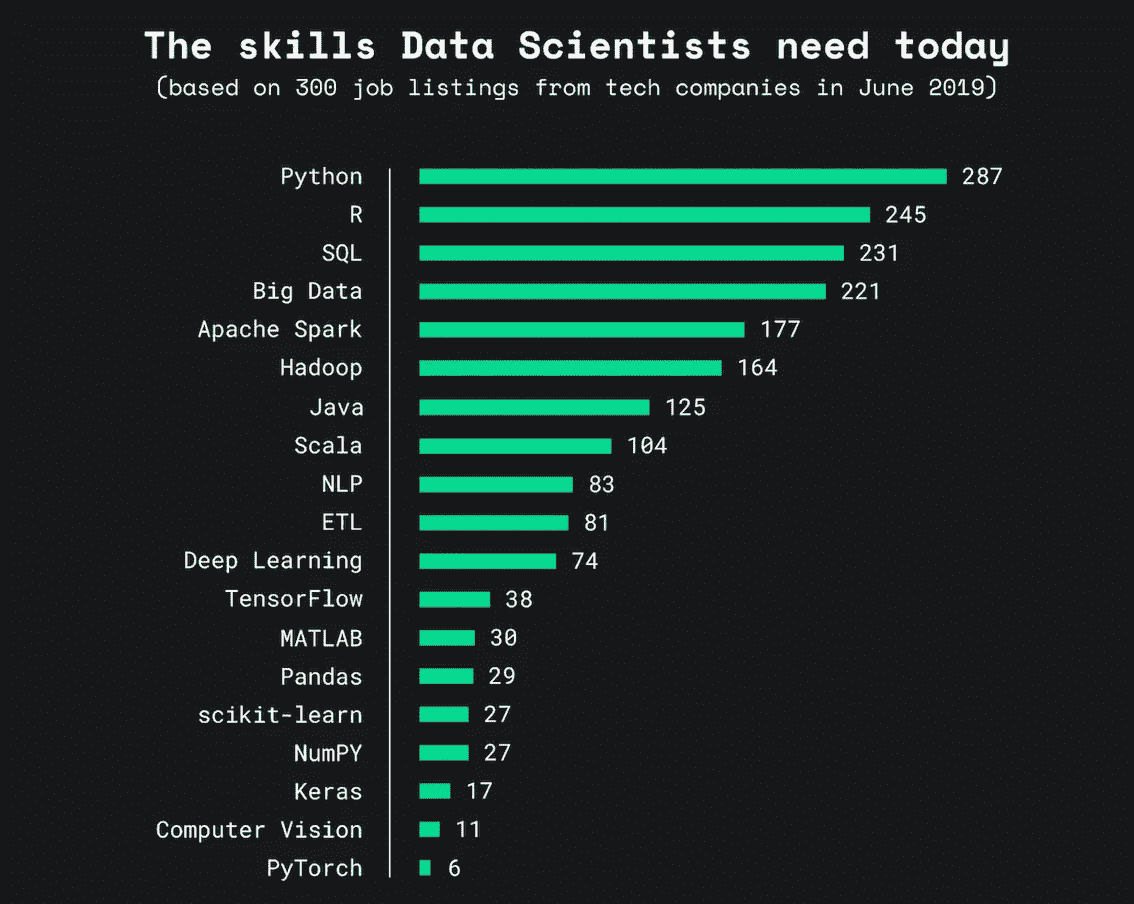 The skills Data Scientists need today
(based on 300 job listings from tech companies in June 2019)
Python 287
R 245
SQL 231
Big Data 221
Apache Spark 177
Hadoop 164
Java 125
Scala 104
NLP 83
ETL 81
Deep Learning 74
TensorFlow 38
MATLAB 30
Pandas 29
scikit-learn 27
NumPY 27
Keras 17
Computer Vision 11
PyTorch 6